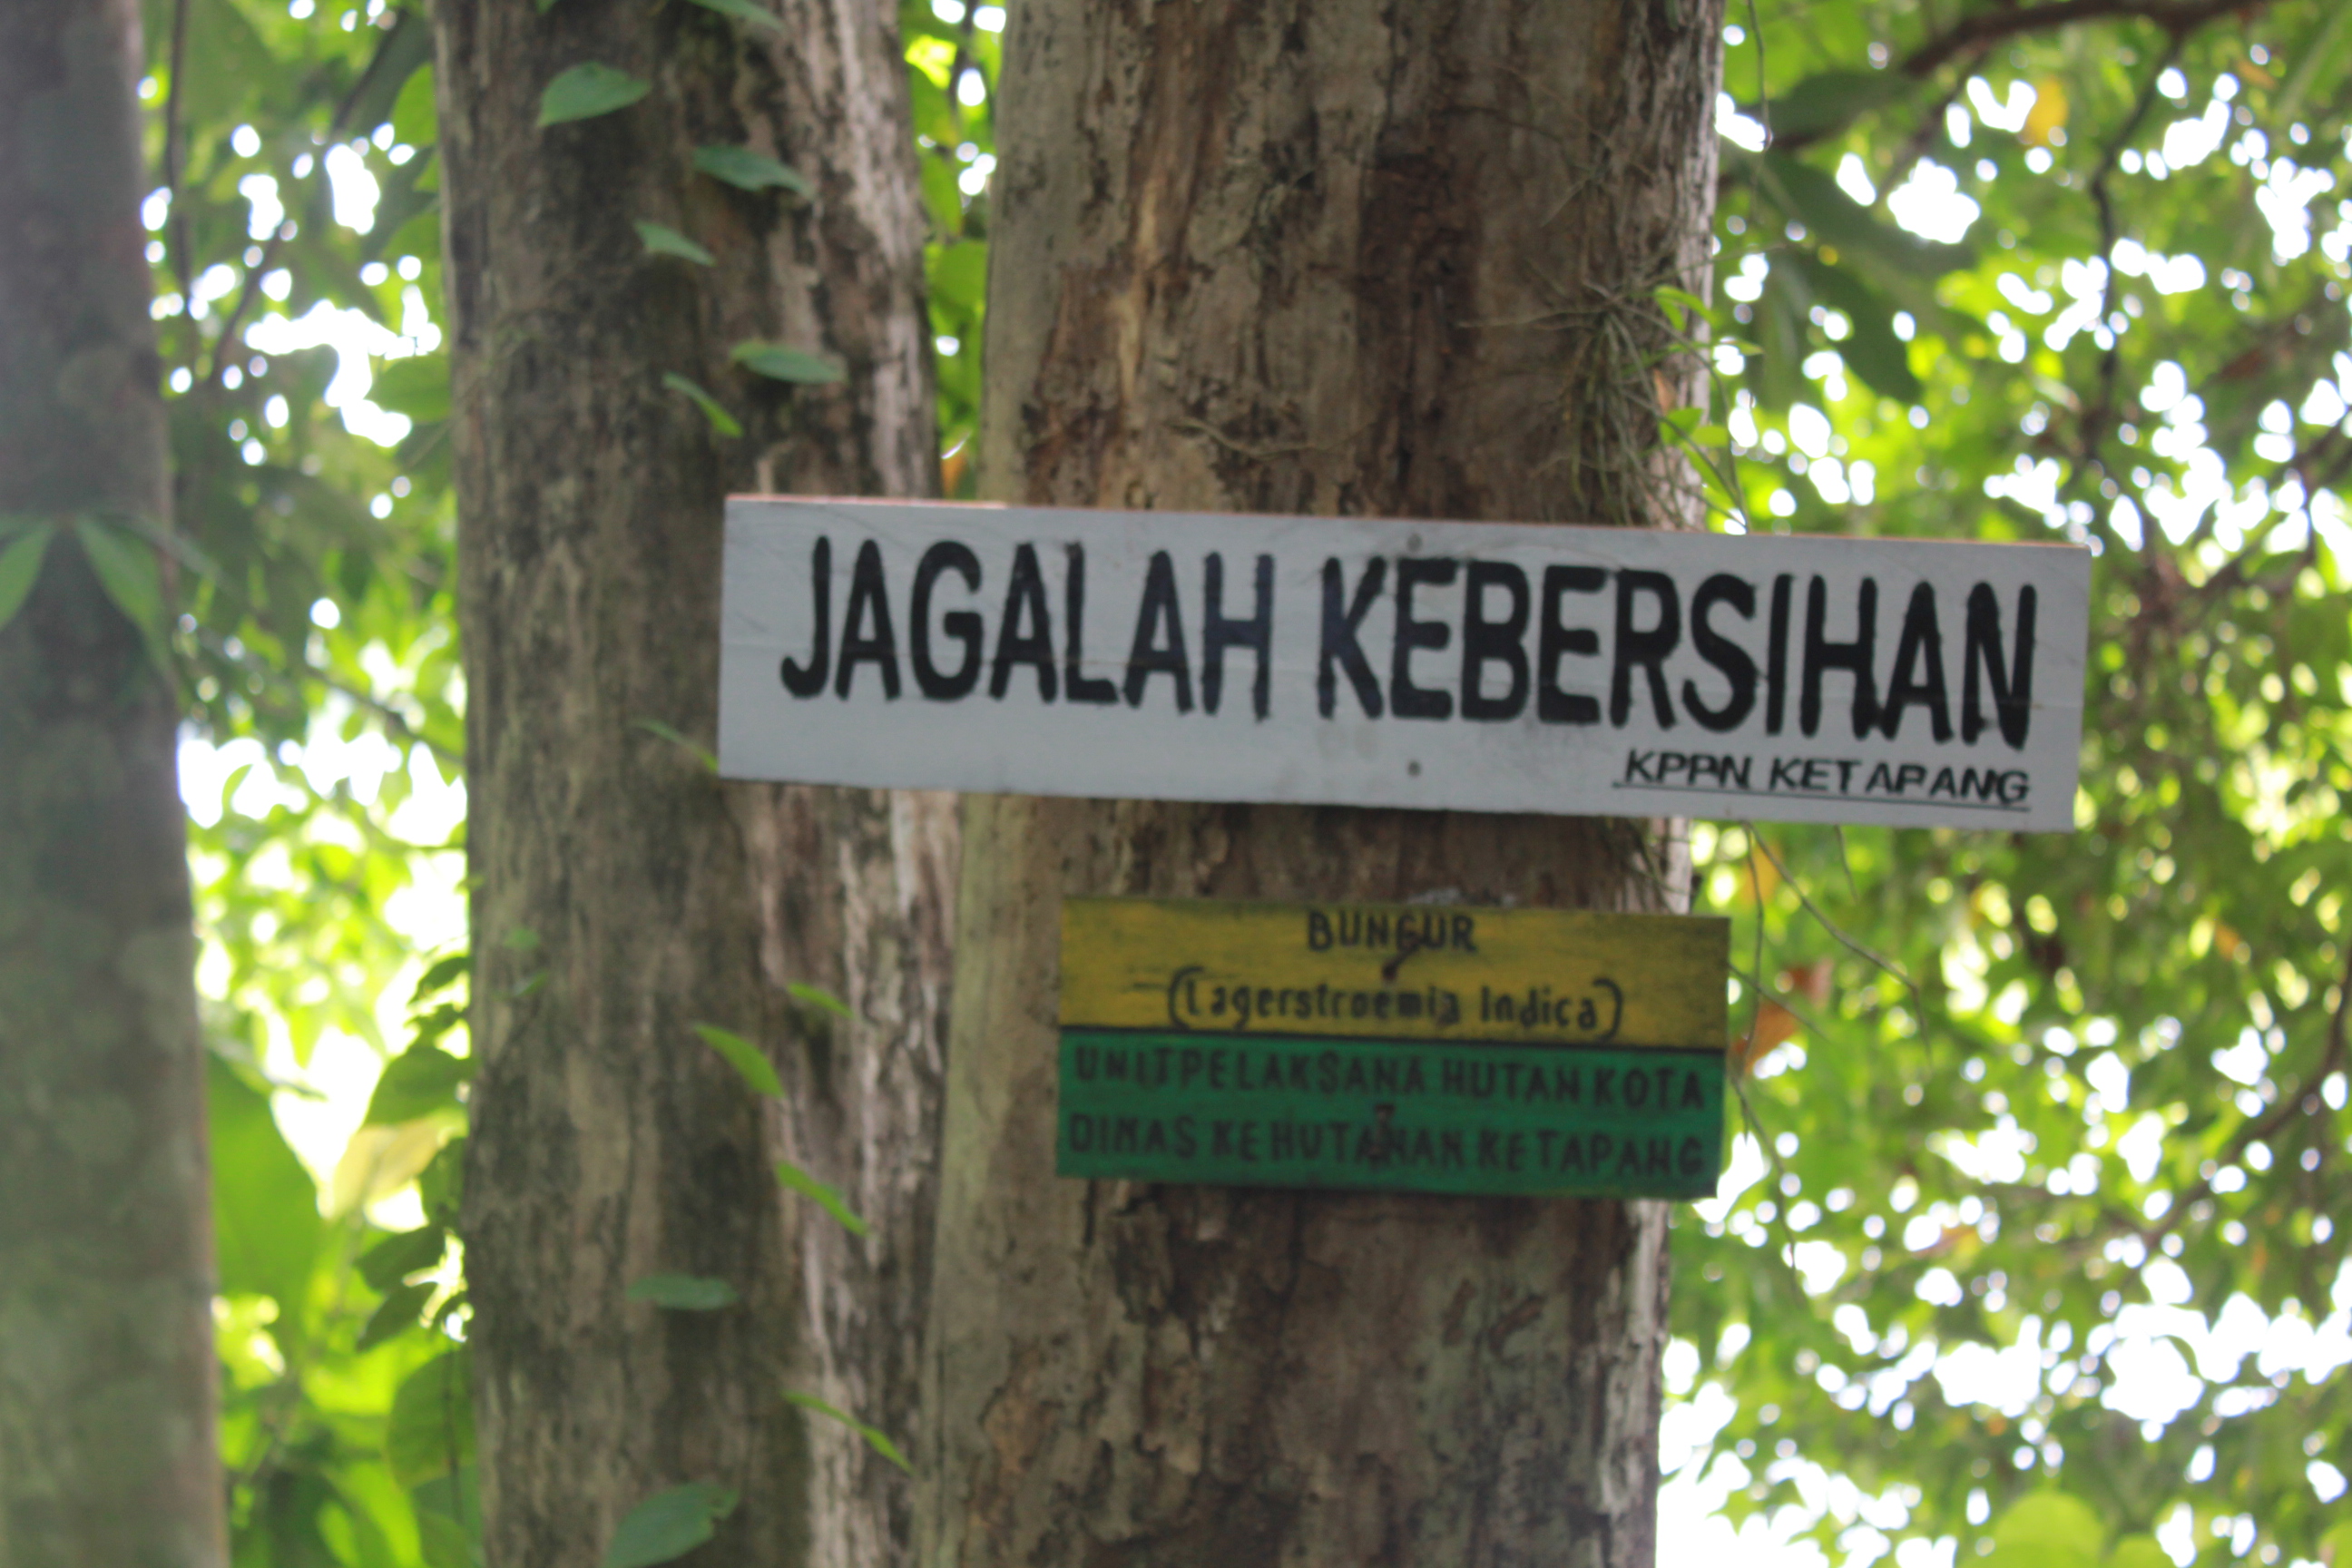 JAGALAH KEBERSIHAN
KPPN KETAPANG
BUNGUR
(Lagerstroemia Indica)
UNIT PELAKSANA HUTAN KOTA
DINAS KEHUTANAN KETAPANG